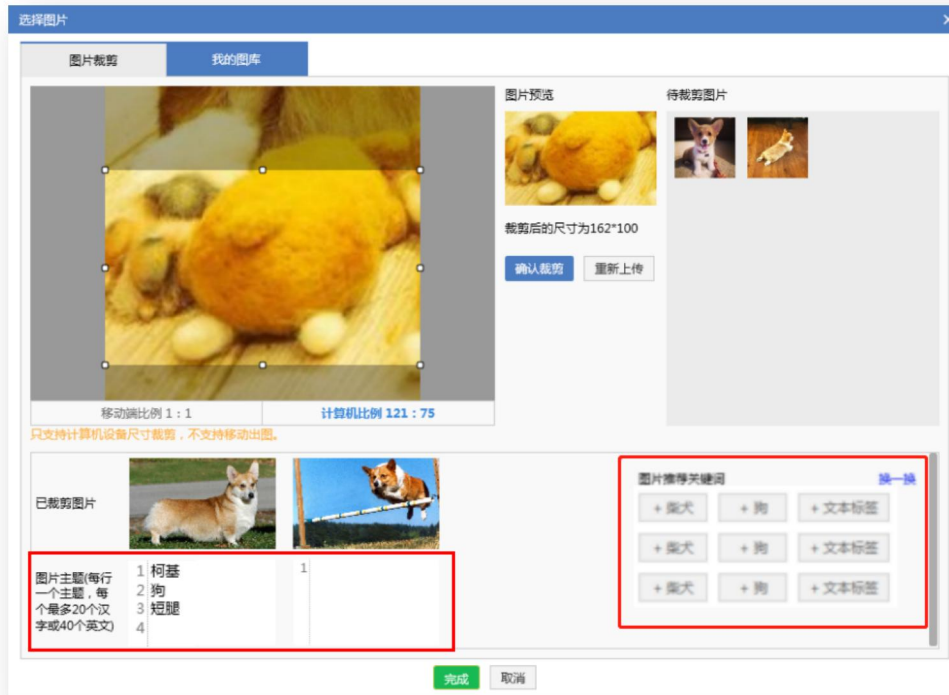 选择图片
图片裁剪
我的图库
图片预览
待裁剪图片
裁剪后的尺寸为162*100
确认裁剪
重新上传
移动端比例 1：1
计算机比例 121：75
只支持计算机设备尺寸裁剪，不支持移动出图。
已裁剪图片
图片推荐关键词
换一换
+ 柴犬
+ 狗
+ 文本标签
+ 柴犬
+ 狗
+ 文本标签
+ 柴犬
+ 狗
+ 文本标签
图片主题(每行
一个主题，每
个最多20个汉
字或40个英文)
1 柯基
2 狗
3 短腿
4
1
完成
取消